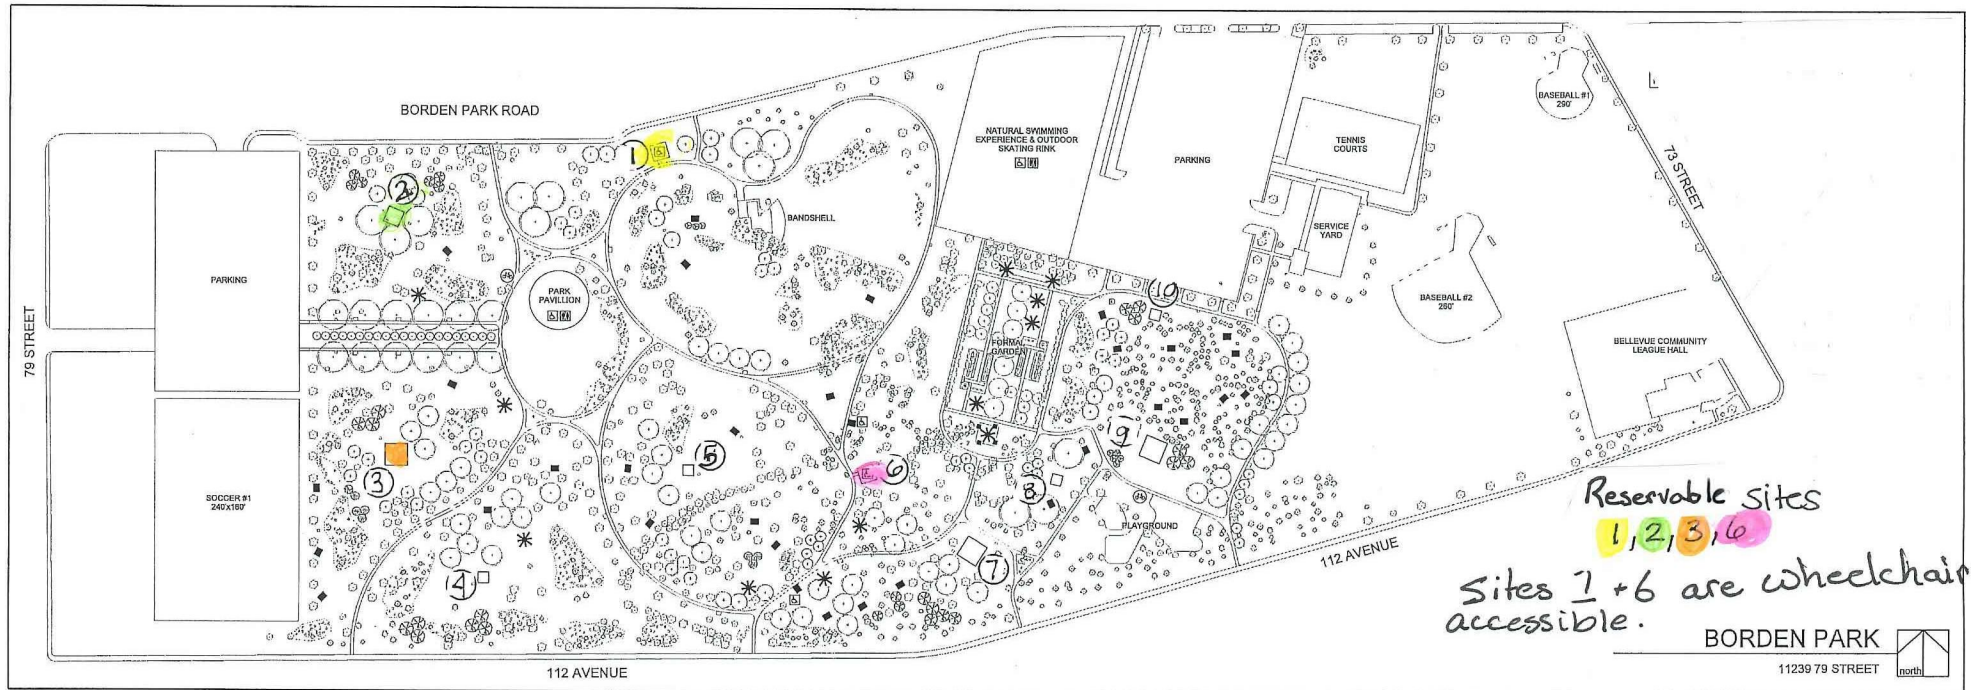 BORDEN PARK ROAD
79 STREET
PARKING
SOCCER #1
240'x160'
1
2
3
4
5
6
7
8
9
10
PARK
PAVILLION
BANDSHELL
NATURAL SWIMMING
EXPERIENCE & OUTDOOR
SKATING RINK
PARKING
TENNIS
COURTS
SERVICE
YARD
FORMAL
GARDEN
PLAYGROUND
BASEBALL #1
290'
BASEBALL #2
260'
73 STREET
BELLEVUE COMMUNITY
LEAGUE HALL
112 AVENUE
112 AVENUE
Reservable sites
1, 2, 3, 6
Sites 1 + 6 are wheelchair
accessible.
BORDEN PARK
11239 79 STREET
north